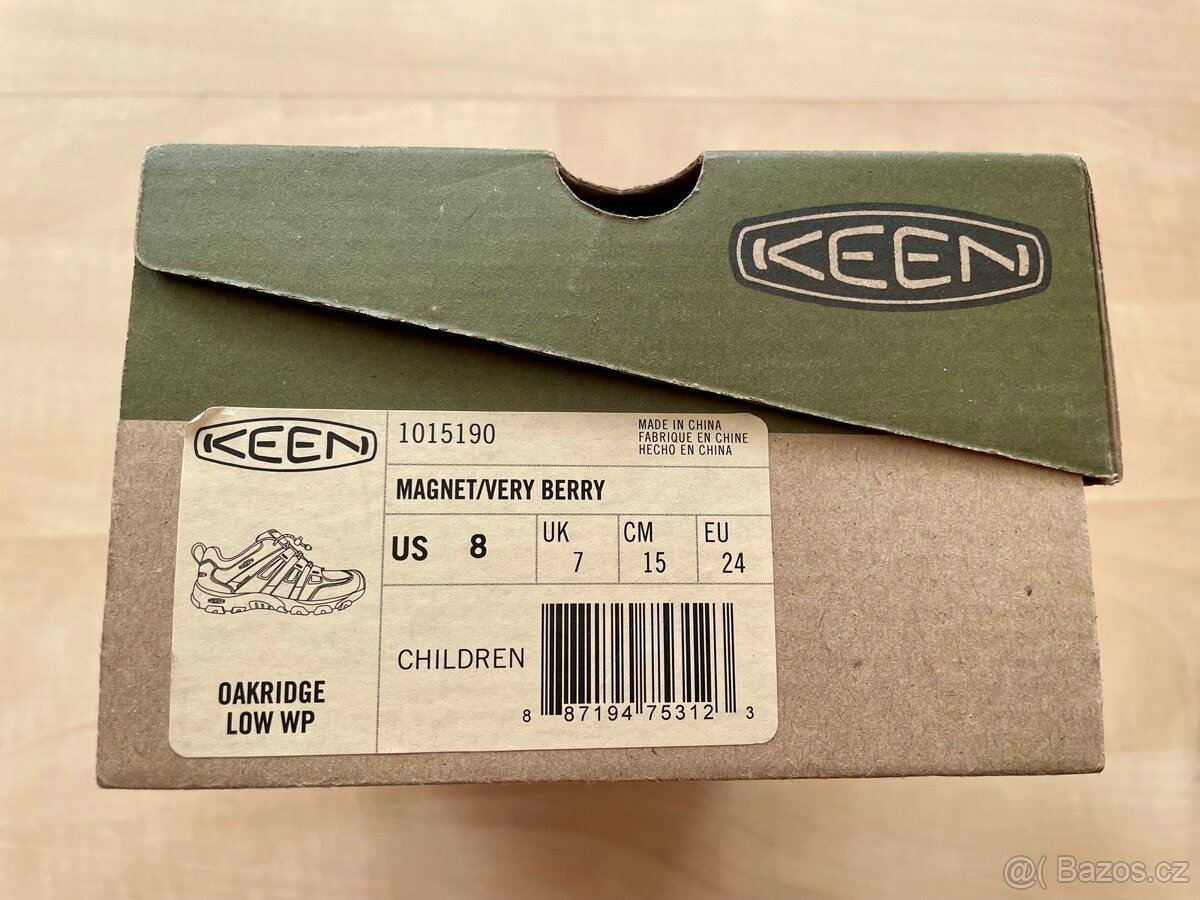 KEEN
KEEN
1015190
MADE IN CHINA
FABRIQUE EN CHINE
HECHO EN CHINA
MAGNET/VERY BERRY
US 8
UK 7
CM 15
EU 24
OAKRIDGE
LOW WP
CHILDREN
8 87194 75312 3
@( Bazos.cz